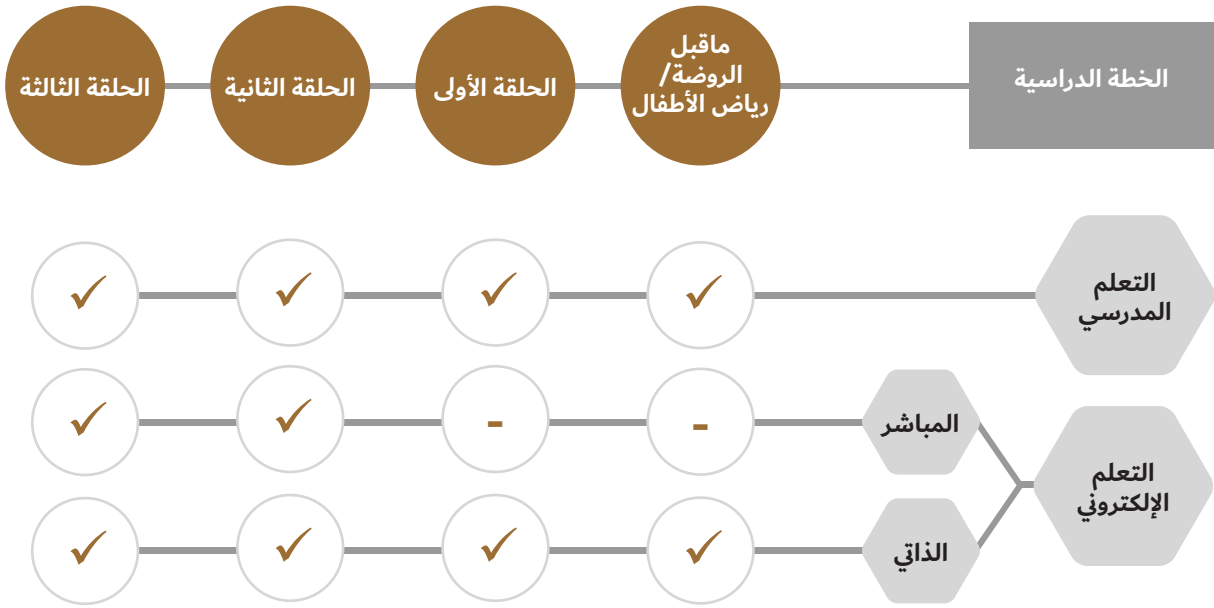 الخطة الدراسية
ماقبل
الروضة/
رياض الأطفال
الحلقة الأولى
الحلقة الثانية
الحلقة الثالثة
التعلم
المدرسي
✓
✓
✓
✓
التعلم
الإلكتروني
المباشر
-
-
✓
✓
الذاتي
✓
✓
✓
✓